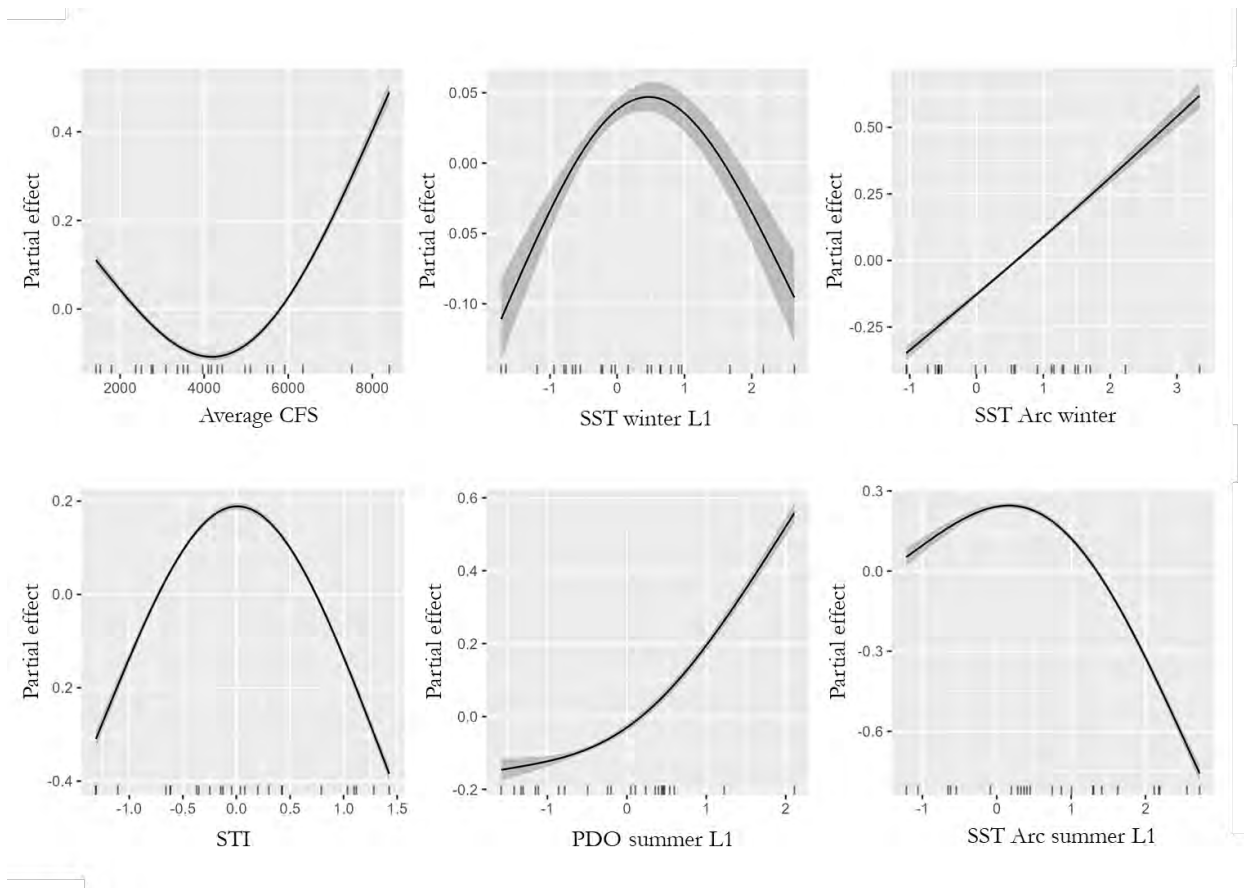 Partial effect
0.4
0.2
0.0
2000 4000 6000 8000
Average CFS
Partial effect
0.05
0.00
0.05
-0.10
-1 0 1 2
SST winter L1
Partial effect
0.50
0.25
0.00
-0.25
-1 0 1 2 3
SST Arc winter
Partial effect
0.2
0.0
0.2
-0.4
-1.0 -0.5 0.0 0.5 1.0 1.5
STI
Partial effect
0.6
0.4
0.2
0.0
-0.2
-1 0 1 2
PDO summer L1
Partial effect
0.3
0.0
-0.3
-0.6
-1 0 1 2
SST Arc summer L1